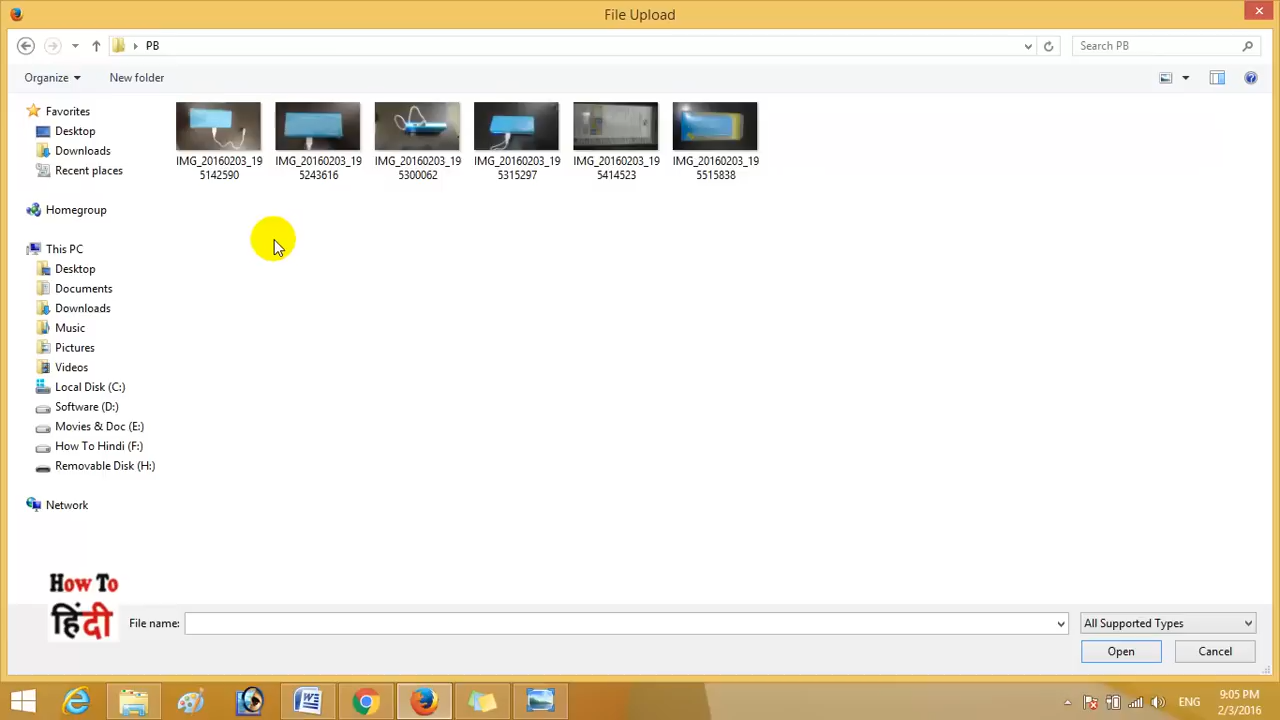 File Upload
PB
Search PB
Organize
New folder
Favorites
Desktop
Downloads
Recent places
Homegroup
This PC
Desktop
Documents
Downloads
Music
Pictures
Videos
Local Disk (C:)
Software (D:)
Movies & Doc (E:)
How To Hindi (F:)
Removable Disk (H:)
Network
IMG_20160203_19
5142590
IMG_20160203_19
5243616
IMG_20160203_19
5300062
IMG_20160203_19
5315297
IMG_20160203_19
5414523
IMG_20160203_19
5515838
How To
हिंदी
File name:
All Supported Types
Open
Cancel
ENG
9:05 PM
2/3/2016